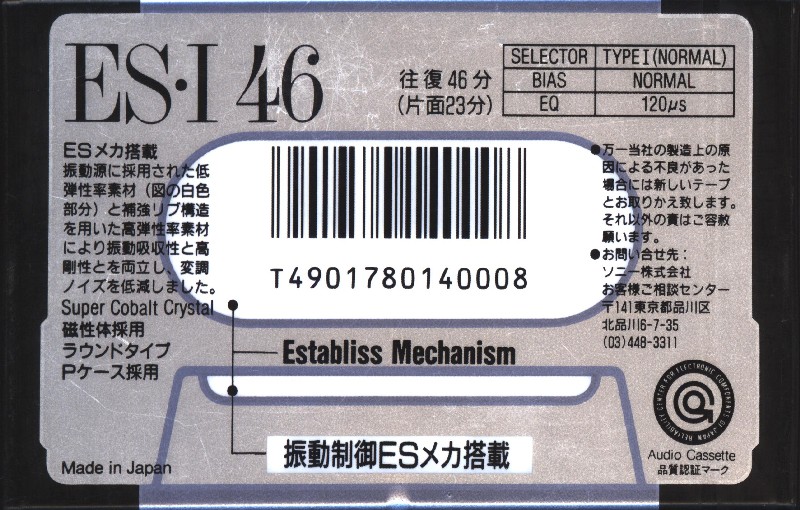 ES·I 46
往復46分
(片面23分)
SELECTOR TYPE I (NORMAL)
BIAS NORMAL
EQ 120μs
ESメカ搭載
振動源に採用された低
弾性率素材（図の白色
部分）と補強リブ構造
を用いた高弾性率素材
により振動吸収性と高
剛性とを両立し、変調
ノイズを低減しました。
Super Cobalt Crystal
磁性体採用
ラウンドタイプ
Pケース採用
T4901780140008
●万一当社の製造上の原
因による不良があった
場合には新しいテープ
とお取りかえ致します。
それ以外の責はご容赦
願います。
●お問い合せ先：
ソニー株式会社
お客様ご相談センター
〒141東京都品川区
北品川6-7-35
(03)448-3311
Establiss Mechanism
振動制御ESメカ搭載
Made in Japan
RELIABILITY CENTER FOR ELECTRONIC COMPONENTS OF JAPAN
Audio Cassette
品質認証マーク